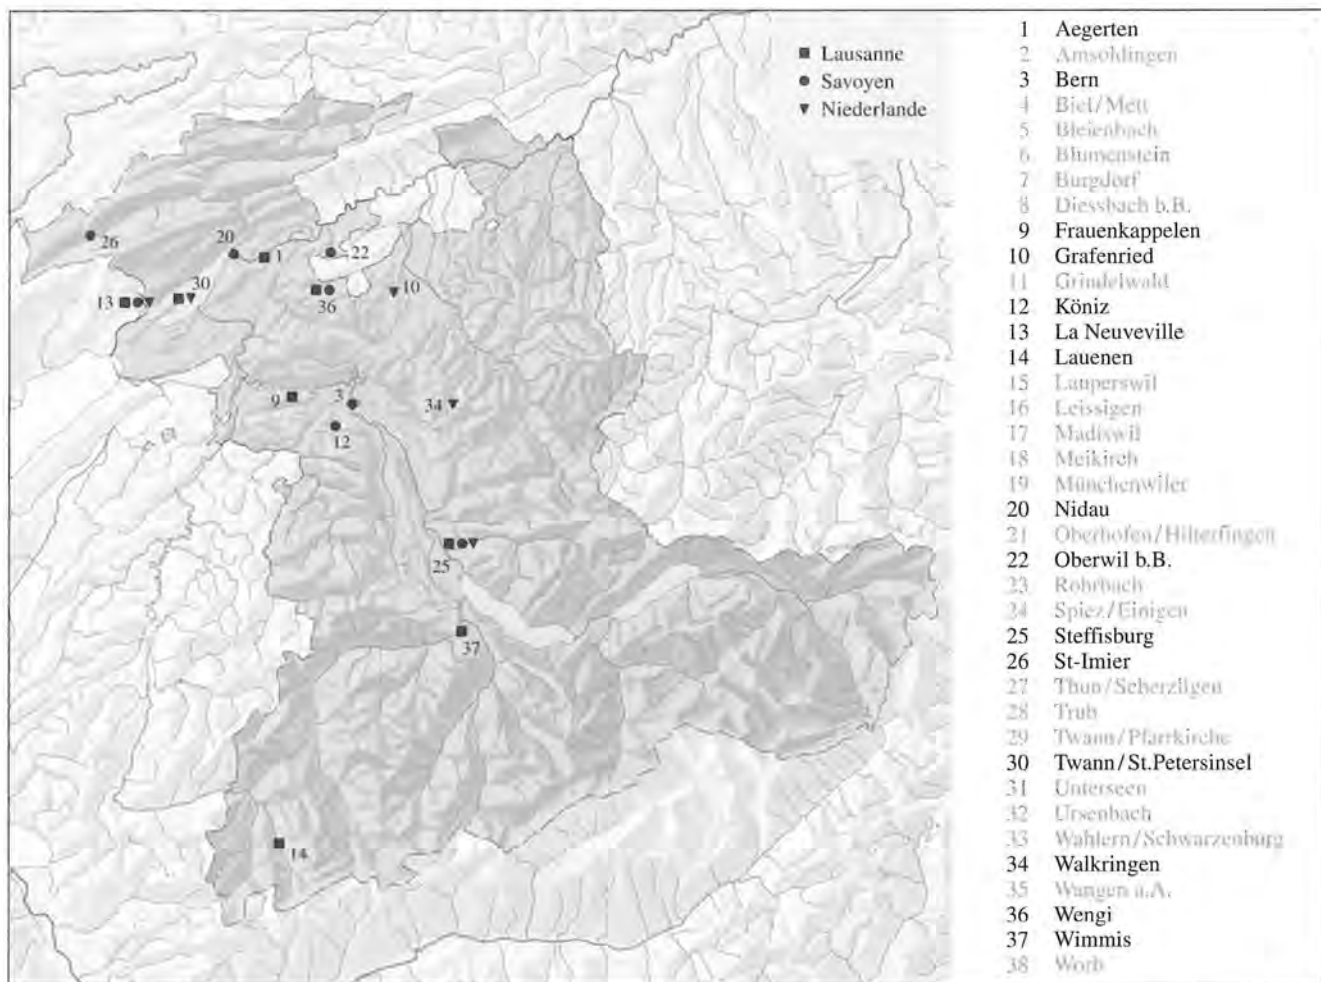 Lausanne
Savoyen
Niederlande
26
20
1
22
13
30
36
10
9
3
12
34
25
37
14
1 Aegerten
2 Amsoldingen
3 Bern
4 Biel/Mett
5 Bleienbach
6 Blumenstein
7 Burgdorf
8 Diessbach b.B.
9 Frauenkappelen
10 Grafenried
11 Grindelwald
12 Köniz
13 La Neuveville
14 Lauenen
15 Lauperswil
16 Leissigen
17 Madiswil
18 Meikirch
19 Münchenwiler
20 Nidau
21 Oberhofen/Hilterfingen
22 Oberwil b.B.
23 Rohrbach
24 Spiez/Einigen
25 Steffisburg
26 St-Imier
27 Thun/Scherzligen
28 Trub
29 Twann/Pfarrkirche
30 Twann/St.Petersinsel
31 Unterseen
32 Ursenbach
33 Wahlern/Schwarzenburg
34 Walkringen
35 Wangen a.A.
36 Wengi
37 Wimmis
38 Worb